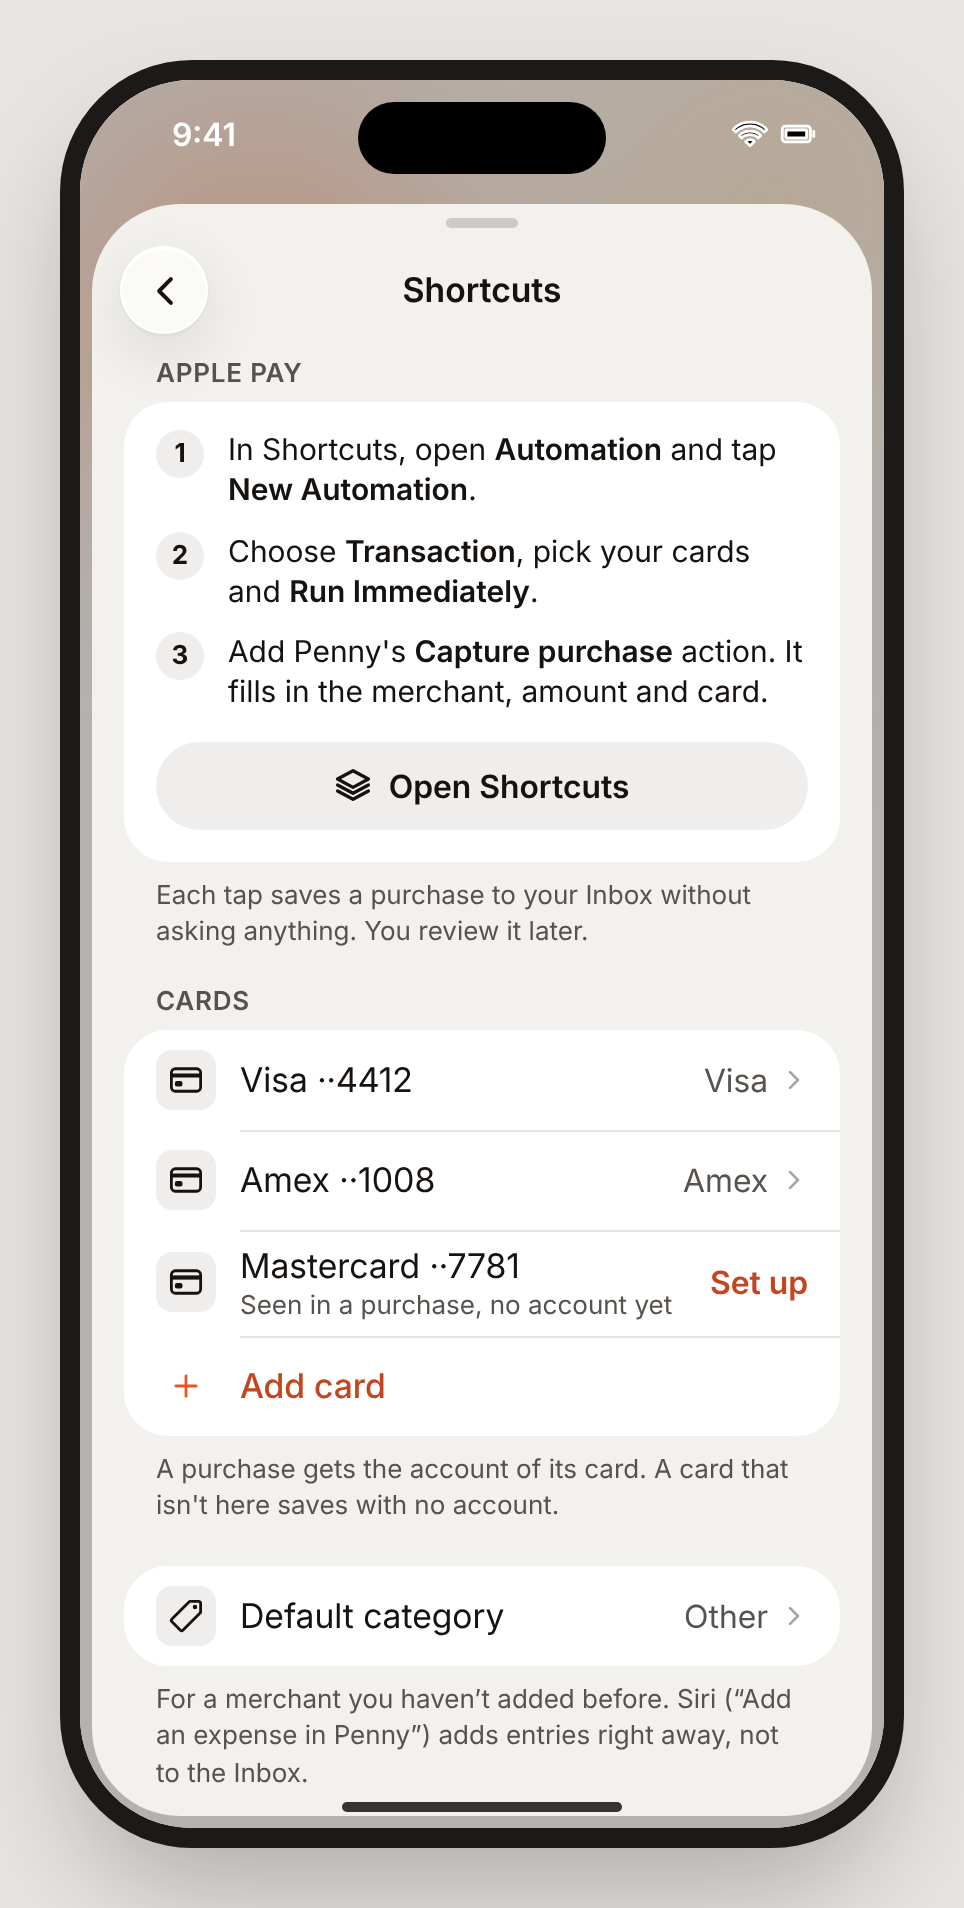 9:41
Shortcuts
APPLE PAY
1 In Shortcuts, open Automation and tap
New Automation.
2 Choose Transaction, pick your cards
and Run Immediately.
3 Add Penny's Capture purchase action. It
fills in the merchant, amount and card.
Open Shortcuts
Each tap saves a purchase to your Inbox without
asking anything. You review it later.
CARDS
Visa ··4412 Visa
Amex ··1008 Amex
Mastercard ··7781
Seen in a purchase, no account yet
Set up
Add card
A purchase gets the account of its card. A card that
isn't here saves with no account.
Default category Other
For a merchant you haven’t added before. Siri (“Add
an expense in Penny”) adds entries right away, not
to the Inbox.